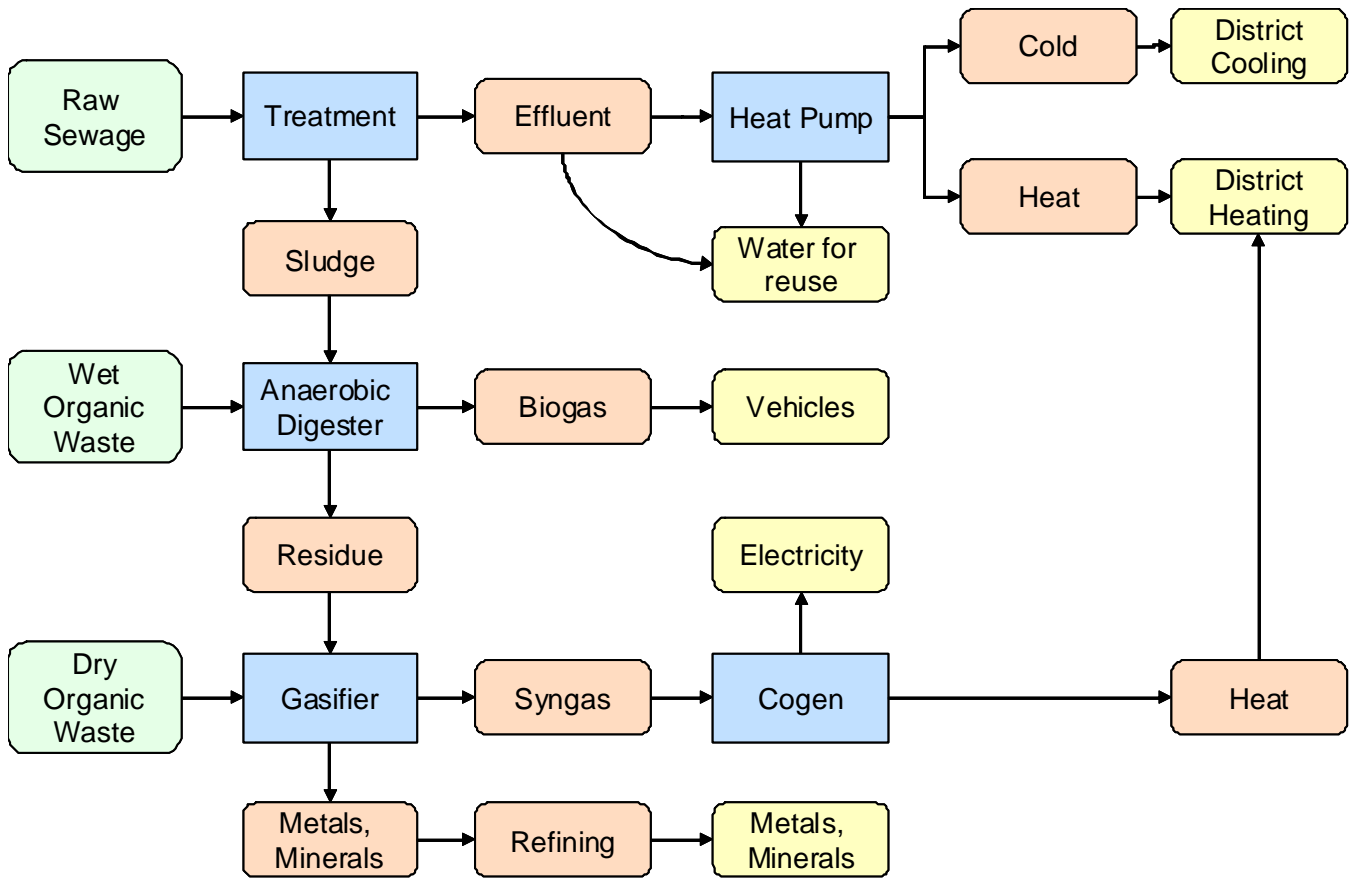 Cold
District
Cooling
Raw
Sewage
Treatment
Effluent
Heat Pump
Heat
District
Heating
Sludge
Water for
reuse
Wet
Organic
Waste
Anaerobic
Digester
Biogas
Vehicles
Residue
Electricity
Dry
Organic
Waste
Gasifier
Syngas
Cogen
Heat
Metals,
Minerals
Refining
Metals,
Minerals